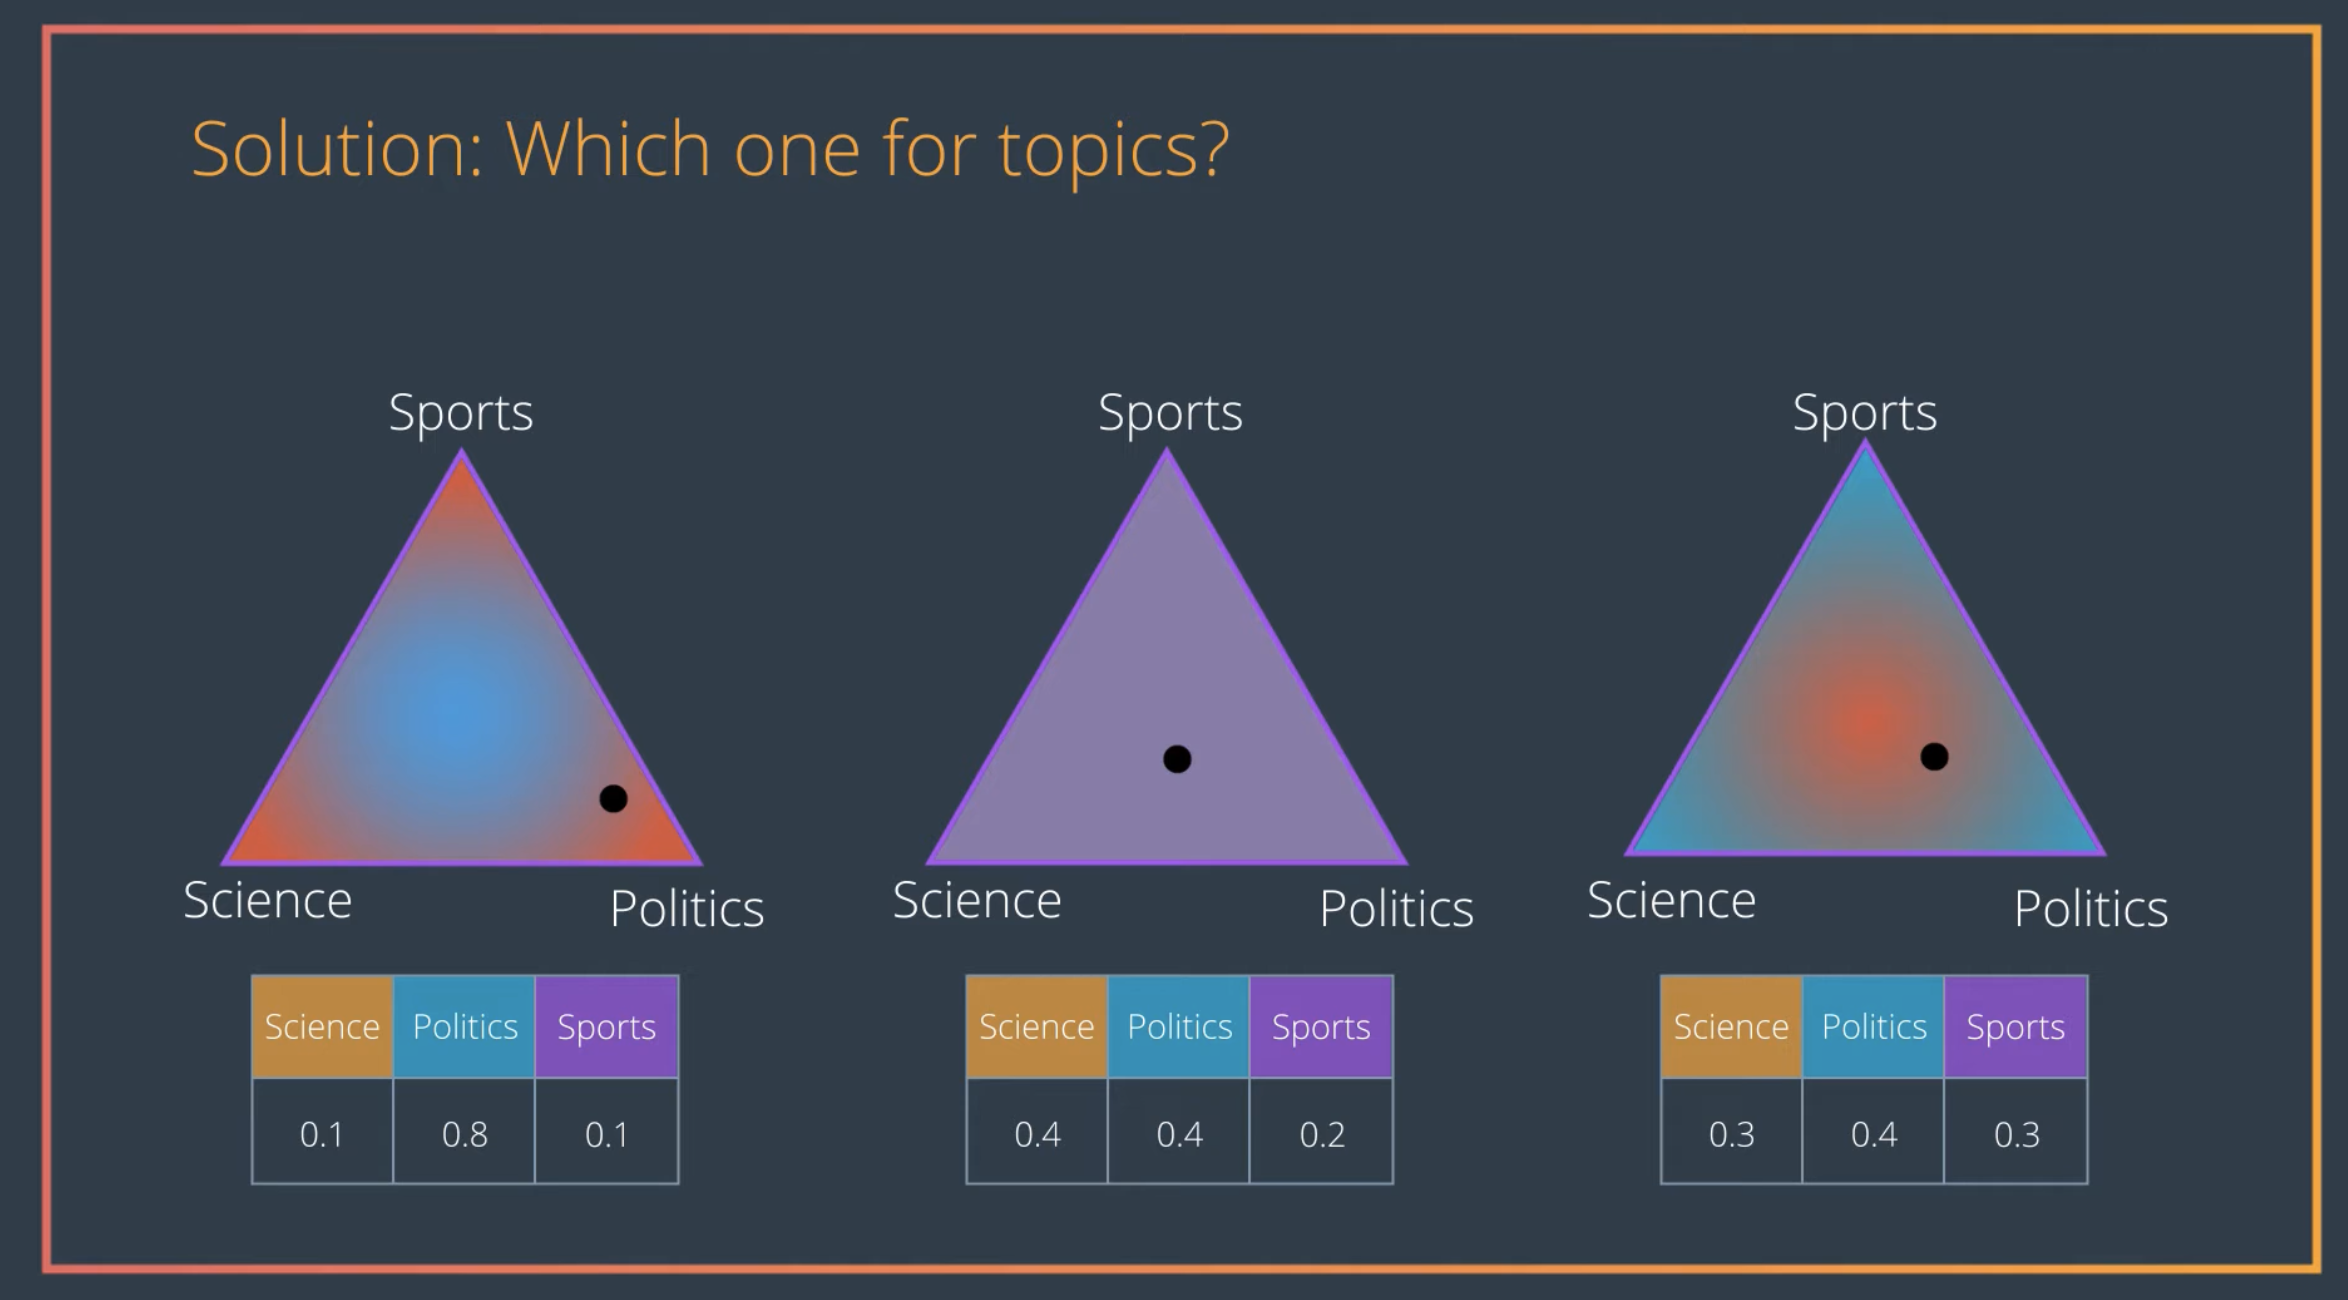 Solution: Which one for topics?
Sports Sports Sports
Science Politics Science Politics Science Politics
Science Politics Sports Science Politics Sports Science Politics Sports
0.1 0.8 0.1 0.4 0.4 0.2 0.3 0.4 0.3